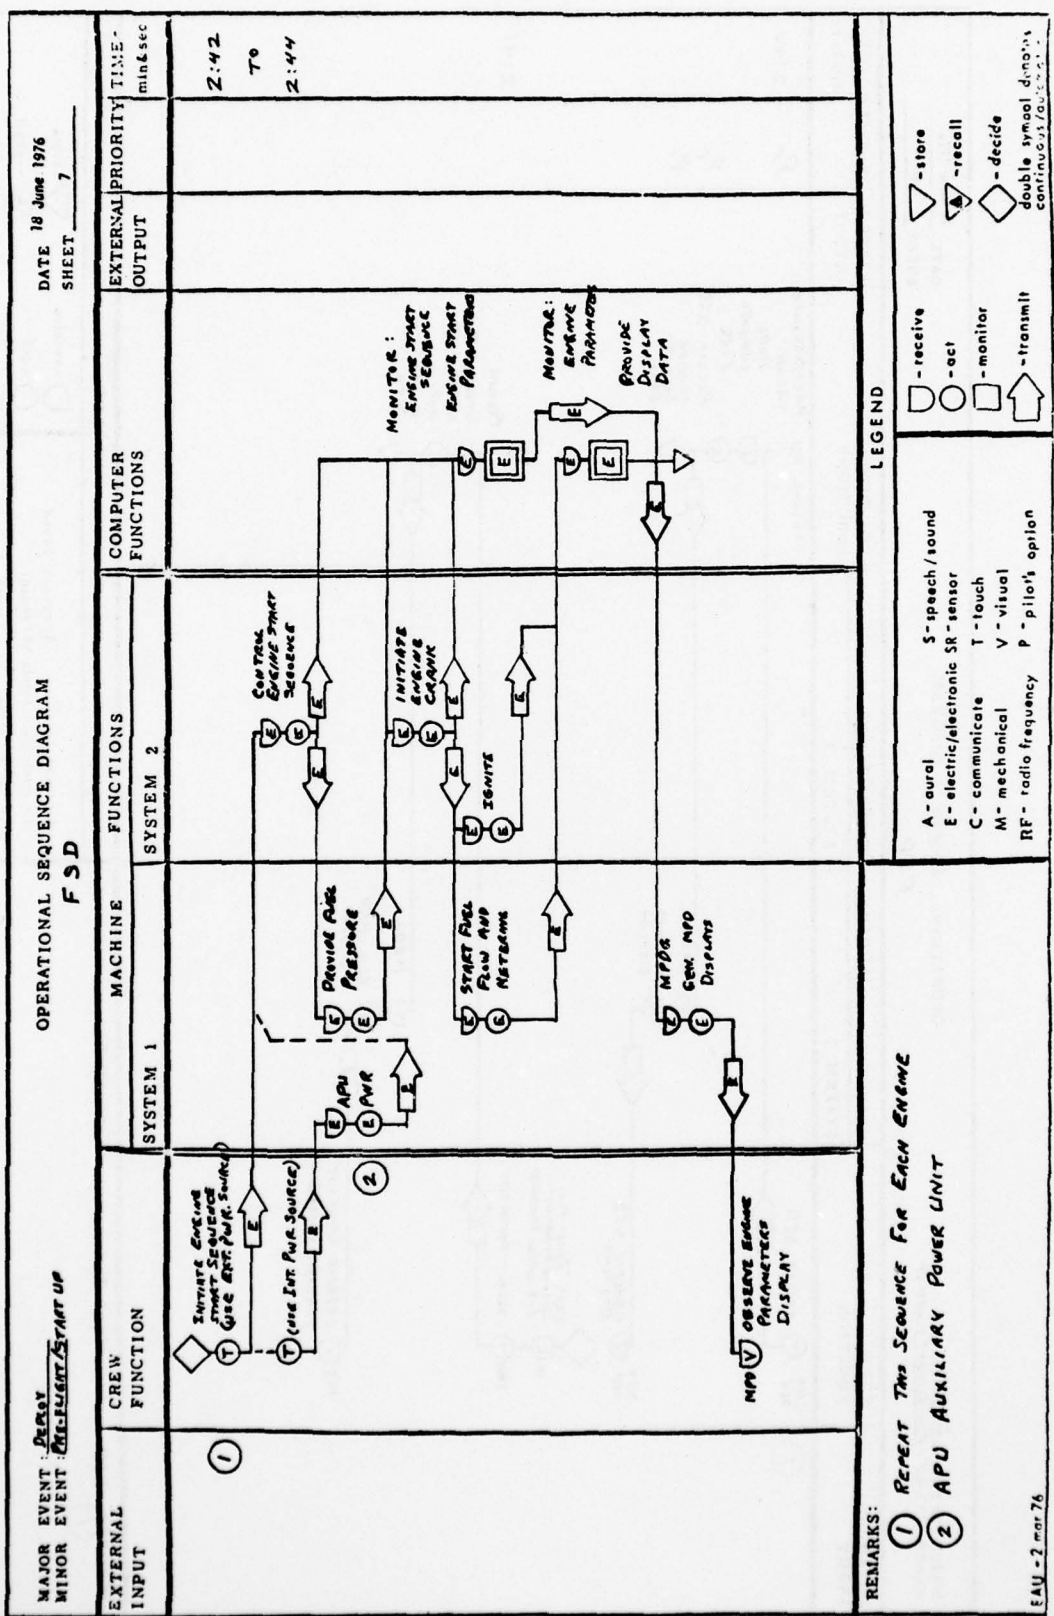 MAJOR EVENT: DEPLOY
MINOR EVENT: PRE-FLIGHT/START UP
OPERATIONAL SEQUENCE DIAGRAM
FSD
DATE 18 June 1976
SHEET 7
EXTERNAL
INPUT
CREW
FUNCTION
MACHINE FUNCTIONS
SYSTEM 1
SYSTEM 2
COMPUTER
FUNCTIONS
EXTERNAL
OUTPUT
PRIORITY
TIME-
min&sec
1
INITIATE ENGINE
START SEQUENCE
(USE EXT. PWR. SOURCE)
T
E
T
(USE INT. PWR SOURCE)
2
E
APU
E
PWR
E
PROVIDE FUEL
PRESSURE
E
E
CONTROL
ENGINE START
SEQUENCE
E
E
E
E
INITIATE
ENGINE
CRANK
E
E
E
E
START FUEL
FLOW AND
METERING
E
E
E
IGNITE
E
E
E
MONITOR:
ENGINE START
SEQUENCE
ENGINE START
PARAMETERS
E
E
E
MONITOR:
ENGINE
PARAMETERS
E
E
PROVIDE
DISPLAY
DATA
E
MPDG
GEN. MPD
DISPLAYS
E
E
MPD
V
OBSERVE ENGINE
PARAMETERS
DISPLAY
2:42
TO
2:44
REMARKS:
1 REPEAT THIS SEQUENCE FOR EACH ENGINE
2 APU AUXILIARY POWER UNIT
LEGEND
A - aural S - speech/sound
E - electric/electronic SR - sensor
C - communicate T - touch
M - mechanical V - visual
RF - radio frequency P - pilot's option
- receive
- act
- monitor
- transmit
- store
- recall
- decide
double symbol denotes
continuous/
EAU - 2 mar 76